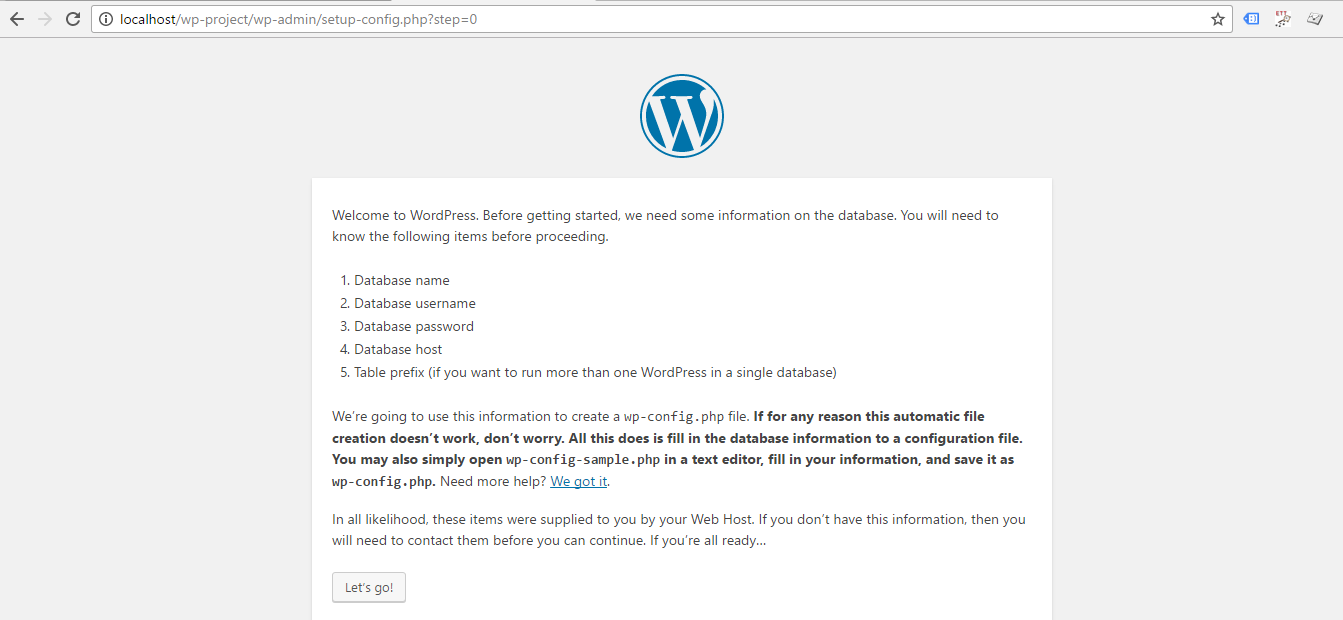 localhost/wp-project/wp-admin/setup-config.php?step=0
ETT
W
Welcome to WordPress. Before getting started, we need some information on the database. You will need to
know the following items before proceeding.
1. Database name
2. Database username
3. Database password
4. Database host
5. Table prefix (if you want to run more than one WordPress in a single database)
We’re going to use this information to create a wp-config.php file. If for any reason this automatic file
creation doesn’t work, don’t worry. All this does is fill in the database information to a configuration file.
You may also simply open wp-config-sample.php in a text editor, fill in your information, and save it as
wp-config.php. Need more help? We got it.
In all likelihood, these items were supplied to you by your Web Host. If you don’t have this information, then you
will need to contact them before you can continue. If you’re all ready…
Let’s go!